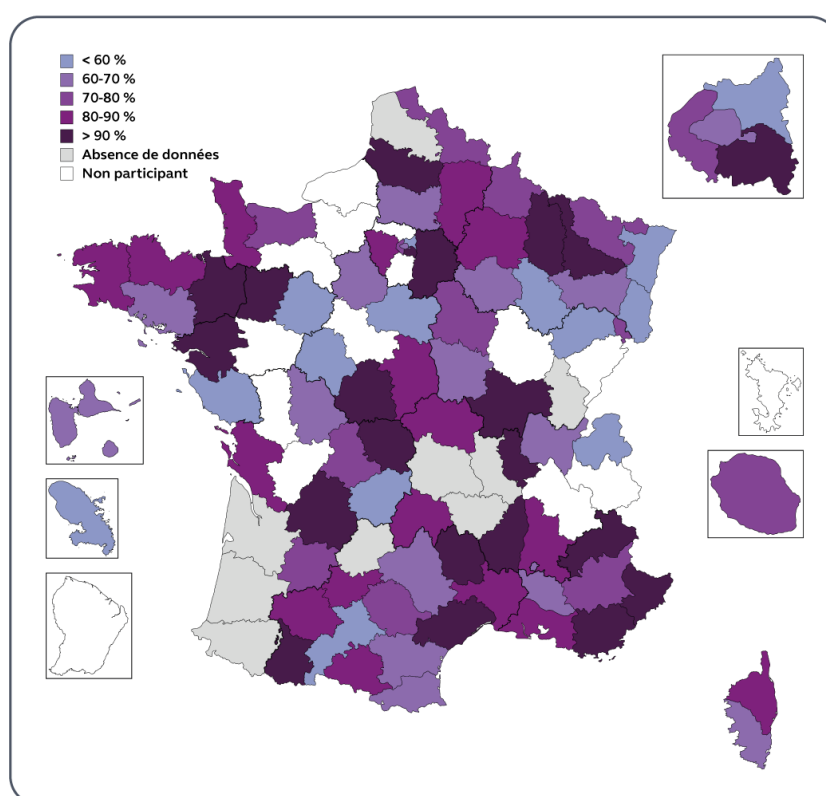 < 60 %
60-70 %
70-80 %
80-90 %
> 90 %
Absence de données
Non participant